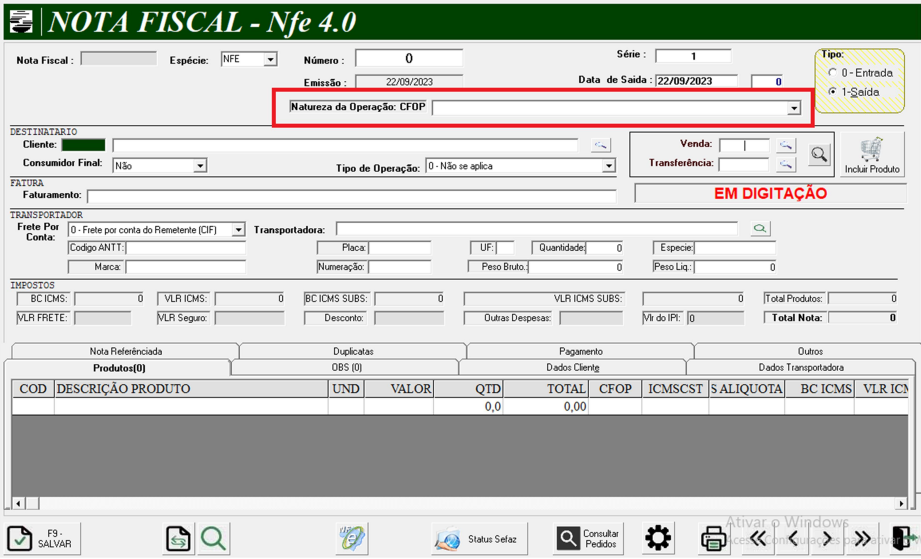 NOTA FISCAL - Nfe 4.0
Nota Fiscal : Espécie: NFE Número : 0 Série : 1 Tipo:
Emissão : 22/09/2023 Data de Saída : 22/09/2023 0 0 - Entrada
1-Saída
Natureza da Operação: CFOP
DESTINATARIO
Cliente: Venda:
Consumidor Final: Não Tipo de Operação: 0 - Não se aplica Transferência: Incluir Produto
FATURA
Faturamento: EM DIGITAÇÃO
TRANSPORTADOR
Frete Por Conta: 0 - Frete por conta do Remetente (CIF) Transportadora:
Codigo ANTT: Placa: UF: Quantidade: 0 Especie:
Marca: Numeração: Peso Bruto.: 0 Peso Liq.: 0
IMPOSTOS
BC ICMS: 0 VLR ICMS: 0 BC ICMS SUBS: 0 VLR ICMS SUBS: 0 Total Produtos: 0
VLR FRETE: VLR Seguro: Desconto: Outras Despesas: Vlr do IPI: 0 Total Nota: 0
Nota Referênciada Duplicatas Pagamento Outros
Produtos(0) OBS (0) Dados Cliente Dados Transportadora
COD DESCRIÇÃO PRODUTO UND VALOR QTD TOTAL CFOP ICMSCST S ALIQUOTA BC ICMS VLR ICM
0,0 0,00
F9 - SALVAR Status Sefaz Consultar Pedidos
Ativar o Windows